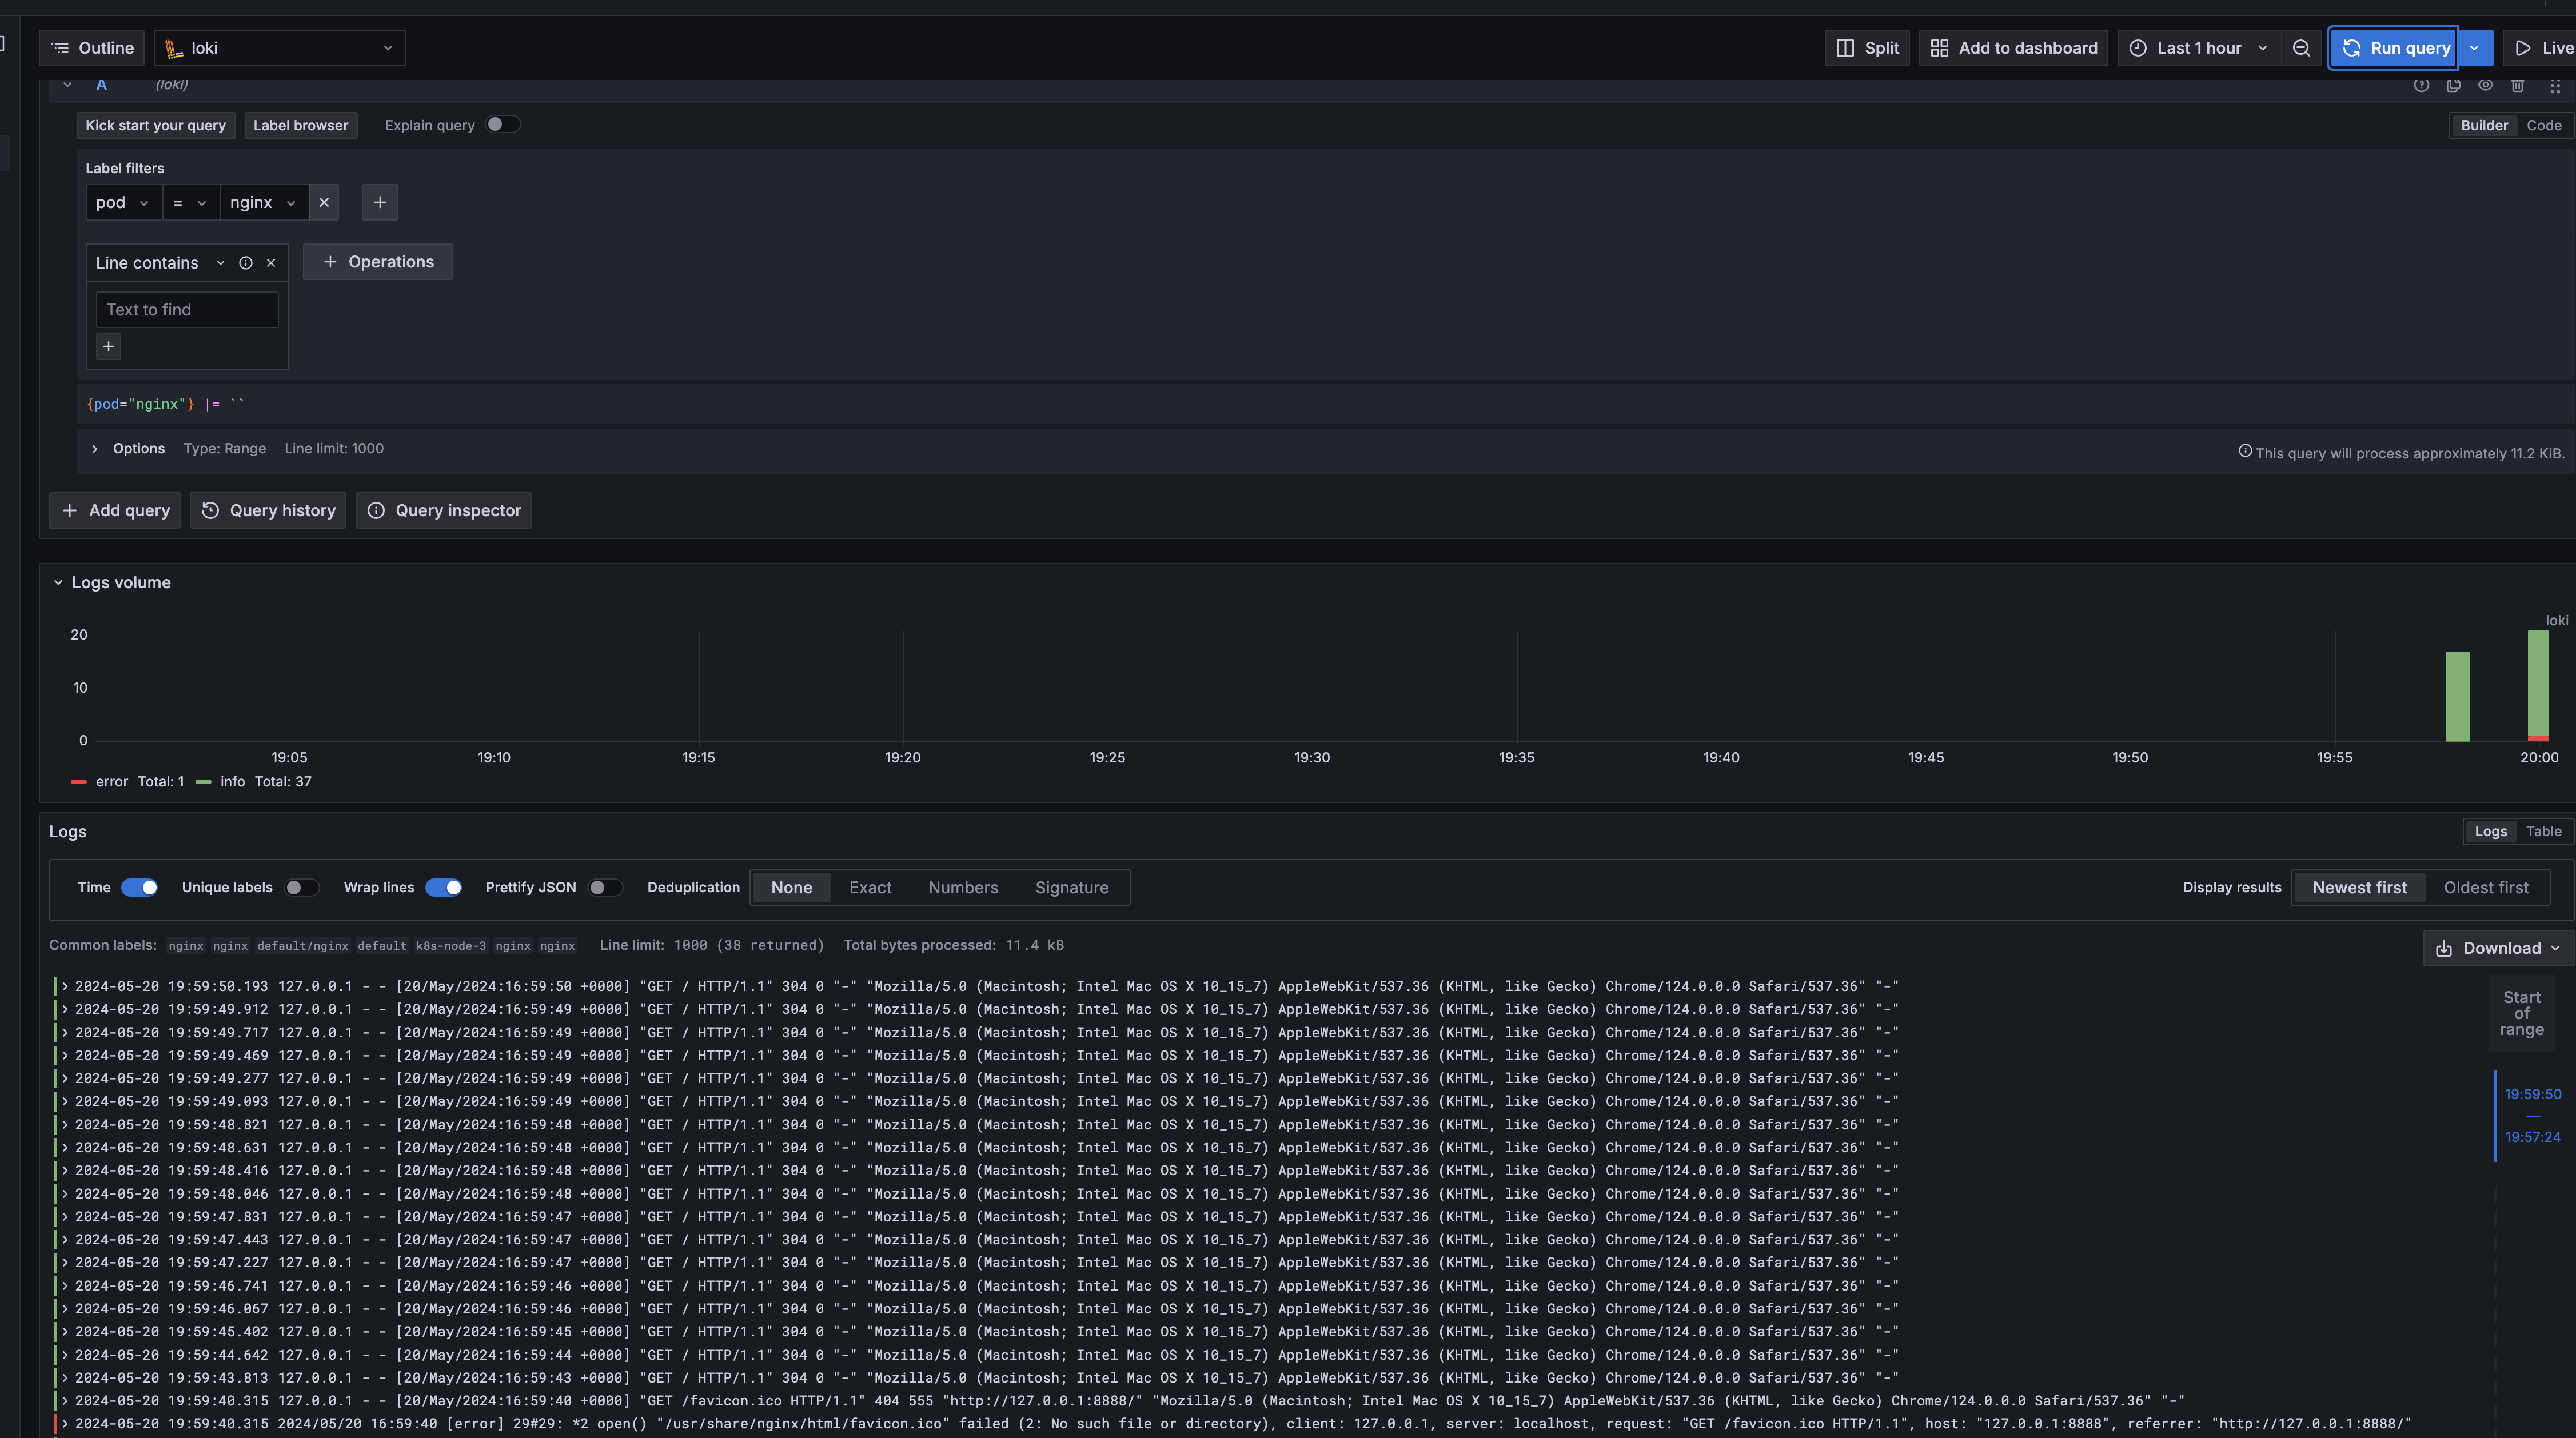 Outline loki Split Add to dashboard Last 1 hour Run query Live
A (loki)
Kick start your query Label browser Explain query Builder Code
Label filters
pod = nginx
Line contains Operations
Text to find
{pod="nginx"} |= ``
Options Type: Range Line limit: 1000 This query will process approximately 11.2 KiB.
Add query Query history Query inspector
Logs volume
loki
20
10
0
19:05 19:10 19:15 19:20 19:25 19:30 19:35 19:40 19:45 19:50 19:55 20:00
error Total: 1 info Total: 37
Logs Logs Table
Time Unique labels Wrap lines Prettify JSON Deduplication None Exact Numbers Signature Display results Newest first Oldest first
Common labels: nginx nginx default/nginx default k8s-node-3 nginx nginx Line limit: 1000 (38 returned) Total bytes processed: 11.4 kB Download
2024-05-20 19:59:50.193 127.0.0.1 - - [20/May/2024:16:59:50 +0000] "GET / HTTP/1.1" 304 0 "-" "Mozilla/5.0 (Macintosh; Intel Mac OS X 10_15_7) AppleWebKit/537.36 (KHTML, like Gecko) Chrome/124.0.0.0 Safari/537.36" "-"
2024-05-20 19:59:49.912 127.0.0.1 - - [20/May/2024:16:59:49 +0000] "GET / HTTP/1.1" 304 0 "-" "Mozilla/5.0 (Macintosh; Intel Mac OS X 10_15_7) AppleWebKit/537.36 (KHTML, like Gecko) Chrome/124.0.0.0 Safari/537.36" "-"
2024-05-20 19:59:49.717 127.0.0.1 - - [20/May/2024:16:59:49 +0000] "GET / HTTP/1.1" 304 0 "-" "Mozilla/5.0 (Macintosh; Intel Mac OS X 10_15_7) AppleWebKit/537.36 (KHTML, like Gecko) Chrome/124.0.0.0 Safari/537.36" "-"
2024-05-20 19:59:49.469 127.0.0.1 - - [20/May/2024:16:59:49 +0000] "GET / HTTP/1.1" 304 0 "-" "Mozilla/5.0 (Macintosh; Intel Mac OS X 10_15_7) AppleWebKit/537.36 (KHTML, like Gecko) Chrome/124.0.0.0 Safari/537.36" "-"
2024-05-20 19:59:49.277 127.0.0.1 - - [20/May/2024:16:59:49 +0000] "GET / HTTP/1.1" 304 0 "-" "Mozilla/5.0 (Macintosh; Intel Mac OS X 10_15_7) AppleWebKit/537.36 (KHTML, like Gecko) Chrome/124.0.0.0 Safari/537.36" "-"
2024-05-20 19:59:49.093 127.0.0.1 - - [20/May/2024:16:59:49 +0000] "GET / HTTP/1.1" 304 0 "-" "Mozilla/5.0 (Macintosh; Intel Mac OS X 10_15_7) AppleWebKit/537.36 (KHTML, like Gecko) Chrome/124.0.0.0 Safari/537.36" "-"
2024-05-20 19:59:48.821 127.0.0.1 - - [20/May/2024:16:59:48 +0000] "GET / HTTP/1.1" 304 0 "-" "Mozilla/5.0 (Macintosh; Intel Mac OS X 10_15_7) AppleWebKit/537.36 (KHTML, like Gecko) Chrome/124.0.0.0 Safari/537.36" "-"
2024-05-20 19:59:48.631 127.0.0.1 - - [20/May/2024:16:59:48 +0000] "GET / HTTP/1.1" 304 0 "-" "Mozilla/5.0 (Macintosh; Intel Mac OS X 10_15_7) AppleWebKit/537.36 (KHTML, like Gecko) Chrome/124.0.0.0 Safari/537.36" "-"
2024-05-20 19:59:48.416 127.0.0.1 - - [20/May/2024:16:59:48 +0000] "GET / HTTP/1.1" 304 0 "-" "Mozilla/5.0 (Macintosh; Intel Mac OS X 10_15_7) AppleWebKit/537.36 (KHTML, like Gecko) Chrome/124.0.0.0 Safari/537.36" "-"
2024-05-20 19:59:48.046 127.0.0.1 - - [20/May/2024:16:59:48 +0000] "GET / HTTP/1.1" 304 0 "-" "Mozilla/5.0 (Macintosh; Intel Mac OS X 10_15_7) AppleWebKit/537.36 (KHTML, like Gecko) Chrome/124.0.0.0 Safari/537.36" "-"
2024-05-20 19:59:47.831 127.0.0.1 - - [20/May/2024:16:59:47 +0000] "GET / HTTP/1.1" 304 0 "-" "Mozilla/5.0 (Macintosh; Intel Mac OS X 10_15_7) AppleWebKit/537.36 (KHTML, like Gecko) Chrome/124.0.0.0 Safari/537.36" "-"
2024-05-20 19:59:47.443 127.0.0.1 - - [20/May/2024:16:59:47 +0000] "GET / HTTP/1.1" 304 0 "-" "Mozilla/5.0 (Macintosh; Intel Mac OS X 10_15_7) AppleWebKit/537.36 (KHTML, like Gecko) Chrome/124.0.0.0 Safari/537.36" "-"
2024-05-20 19:59:47.227 127.0.0.1 - - [20/May/2024:16:59:47 +0000] "GET / HTTP/1.1" 304 0 "-" "Mozilla/5.0 (Macintosh; Intel Mac OS X 10_15_7) AppleWebKit/537.36 (KHTML, like Gecko) Chrome/124.0.0.0 Safari/537.36" "-"
2024-05-20 19:59:46.741 127.0.0.1 - - [20/May/2024:16:59:46 +0000] "GET / HTTP/1.1" 304 0 "-" "Mozilla/5.0 (Macintosh; Intel Mac OS X 10_15_7) AppleWebKit/537.36 (KHTML, like Gecko) Chrome/124.0.0.0 Safari/537.36" "-"
2024-05-20 19:59:46.067 127.0.0.1 - - [20/May/2024:16:59:46 +0000] "GET / HTTP/1.1" 304 0 "-" "Mozilla/5.0 (Macintosh; Intel Mac OS X 10_15_7) AppleWebKit/537.36 (KHTML, like Gecko) Chrome/124.0.0.0 Safari/537.36" "-"
2024-05-20 19:59:45.402 127.0.0.1 - - [20/May/2024:16:59:45 +0000] "GET / HTTP/1.1" 304 0 "-" "Mozilla/5.0 (Macintosh; Intel Mac OS X 10_15_7) AppleWebKit/537.36 (KHTML, like Gecko) Chrome/124.0.0.0 Safari/537.36" "-"
2024-05-20 19:59:44.642 127.0.0.1 - - [20/May/2024:16:59:44 +0000] "GET / HTTP/1.1" 304 0 "-" "Mozilla/5.0 (Macintosh; Intel Mac OS X 10_15_7) AppleWebKit/537.36 (KHTML, like Gecko) Chrome/124.0.0.0 Safari/537.36" "-"
2024-05-20 19:59:43.813 127.0.0.1 - - [20/May/2024:16:59:43 +0000] "GET / HTTP/1.1" 304 0 "-" "Mozilla/5.0 (Macintosh; Intel Mac OS X 10_15_7) AppleWebKit/537.36 (KHTML, like Gecko) Chrome/124.0.0.0 Safari/537.36" "-"
2024-05-20 19:59:40.315 127.0.0.1 - - [20/May/2024:16:59:40 +0000] "GET /favicon.ico HTTP/1.1" 404 555 "http://127.0.0.1:8888/" "Mozilla/5.0 (Macintosh; Intel Mac OS X 10_15_7) AppleWebKit/537.36 (KHTML, like Gecko) Chrome/124.0.0.0 Safari/537.36" "-"
2024-05-20 19:59:40.315 2024/05/20 16:59:40 [error] 29#29: *2 open() "/usr/share/nginx/html/favicon.ico" failed (2: No such file or directory), client: 127.0.0.1, server: localhost, request: "GET /favicon.ico HTTP/1.1", host: "127.0.0.1:8888", referrer: "http://127.0.0.1:8888/"
Start
of
range
19:59:50
—
19:57:24